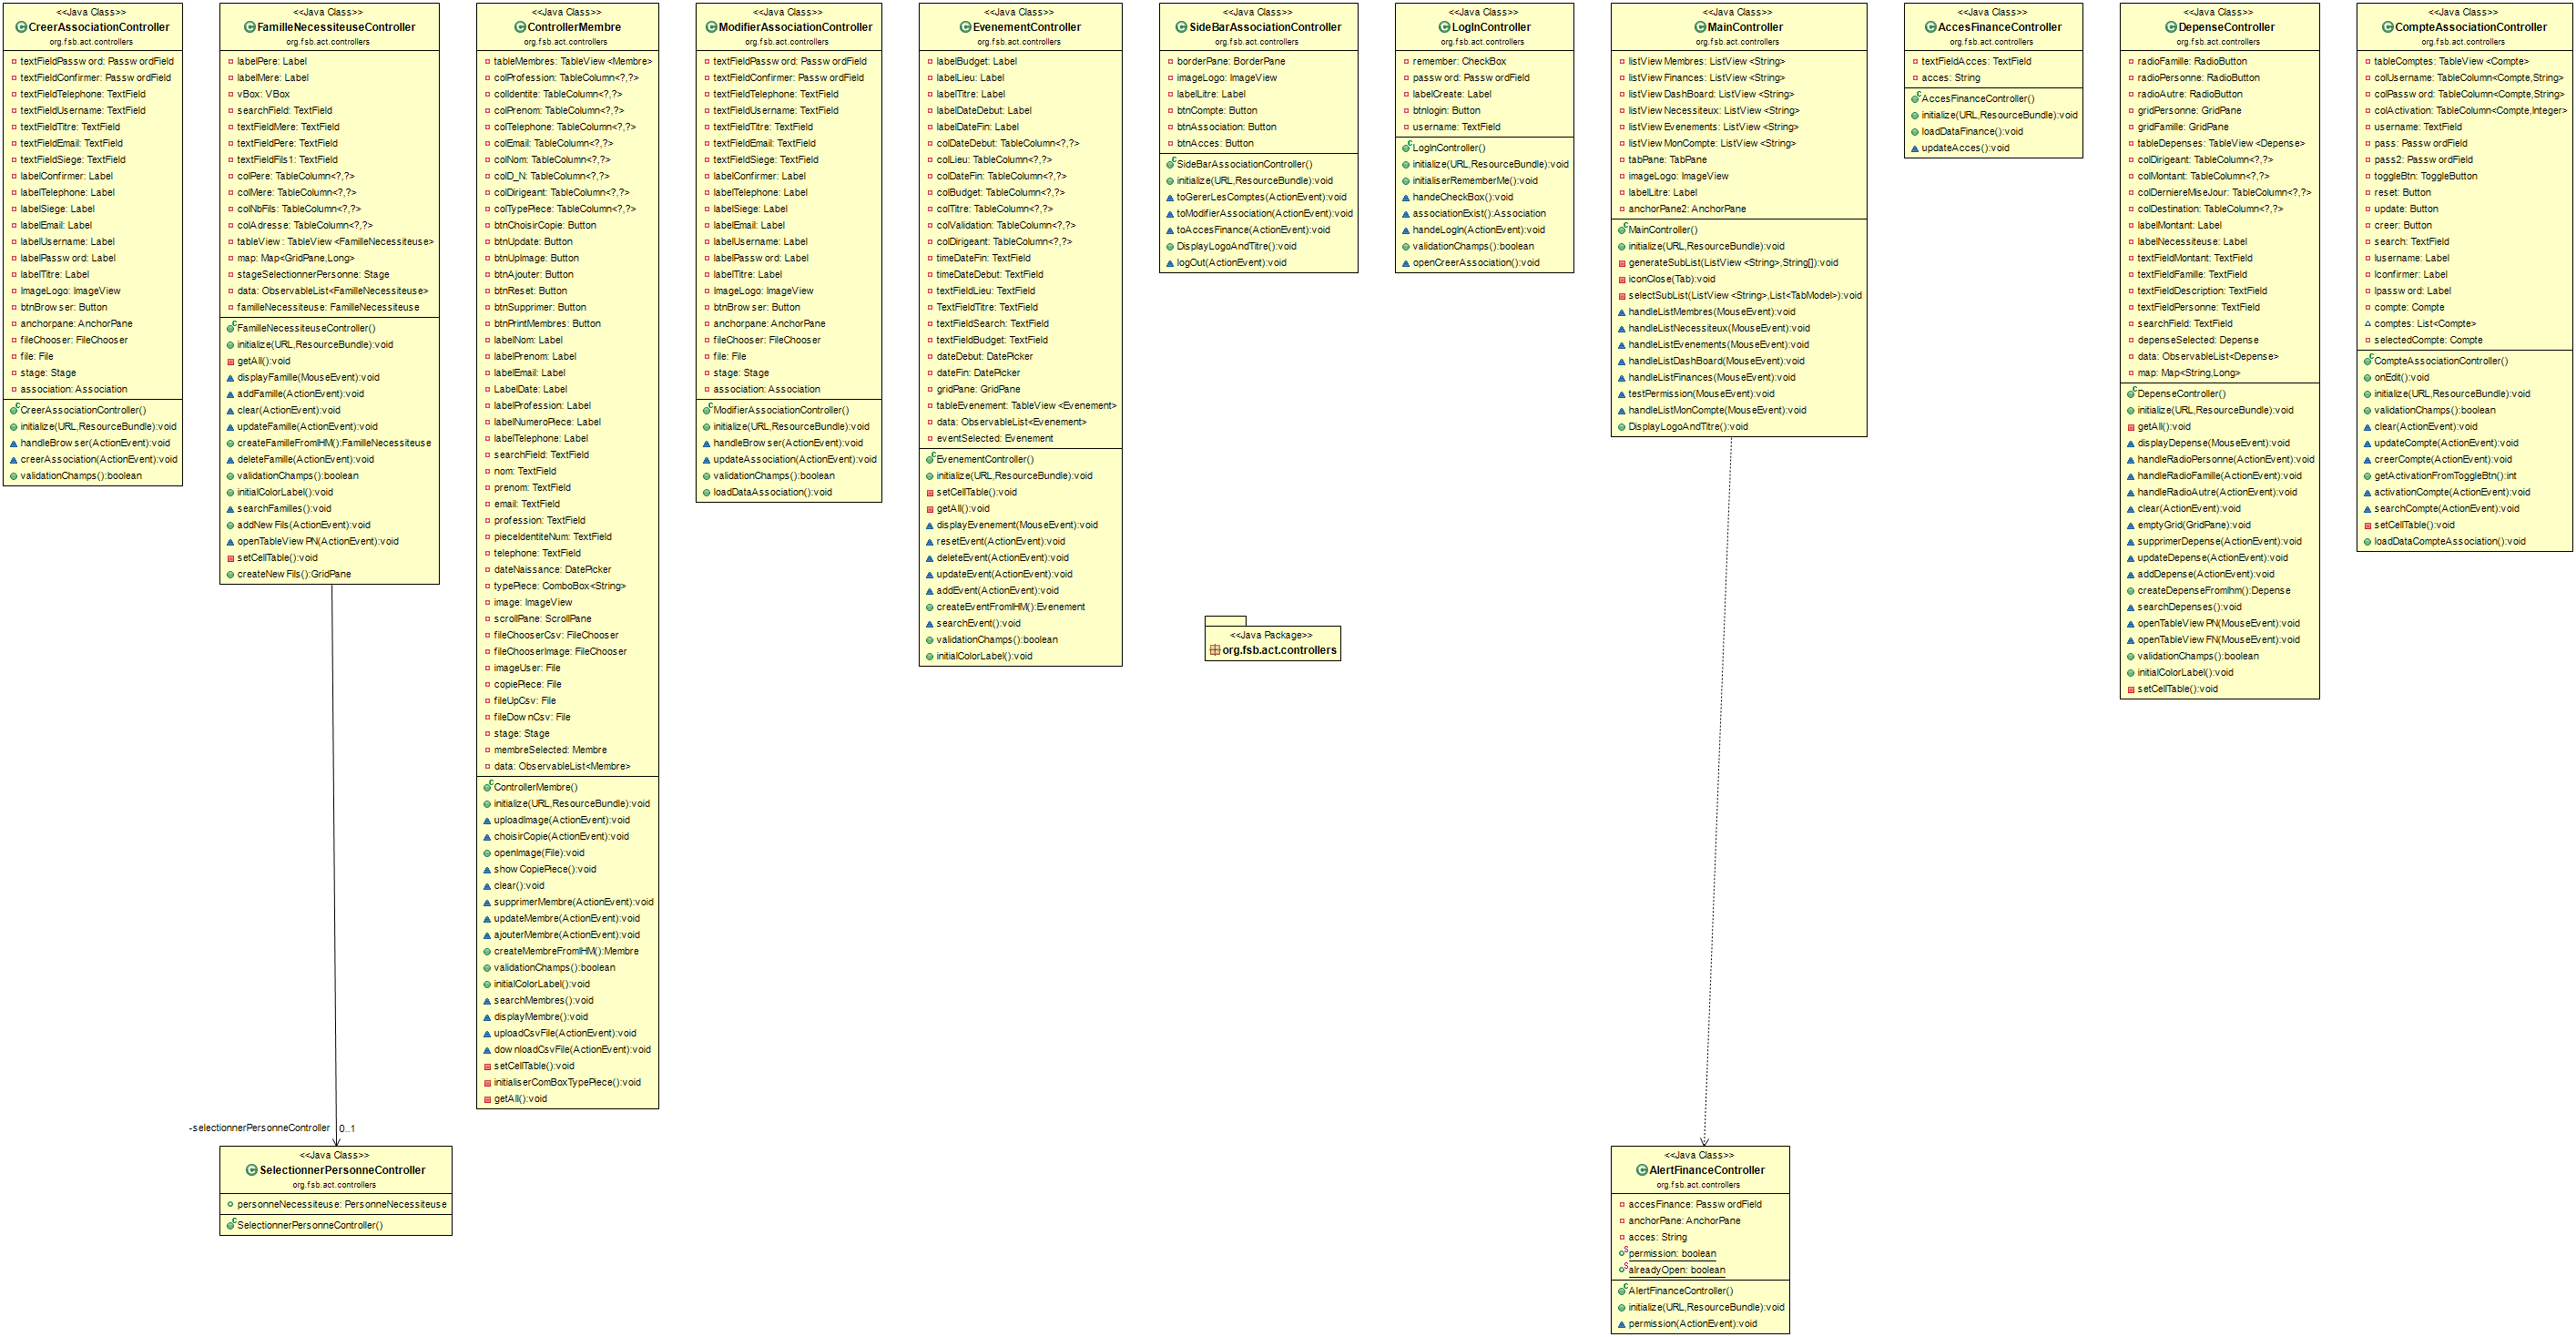 <<Java Class>>
CreerAssociationController
org.fsb.act.controllers
textFieldPassword: PasswordField
textFieldConfirmer: PasswordField
textFieldTelephone: TextField
textFieldUsername: TextField
textFieldTitre: TextField
textFieldEmail: TextField
textFieldSiege: TextField
labelConfirmer: Label
labelTelephone: Label
labelSiege: Label
labelEmail: Label
labelUsername: Label
labelPassword: Label
labelTitre: Label
ImageLogo: ImageView
btnBrowser: Button
anchorpane: AnchorPane
fileChooser: FileChooser
file: File
stage: Stage
association: Association
CreerAssociationController()
initialize(URL,ResourceBundle):void
handleBrowser(ActionEvent):void
creerAssociation(ActionEvent):void
validationChamps():boolean
<<Java Class>>
FamilleNecessiteuseController
org.fsb.act.controllers
labelPere: Label
labelMere: Label
vBox: VBox
searchField: TextField
textFieldMere: TextField
textFieldPere: TextField
textFieldFils1: TextField
colPere: TableColumn<?,?>
colMere: TableColumn<?,?>
colNbFils: TableColumn<?,?>
colAdresse: TableColumn<?,?>
tableView: TableView<FamilleNecessiteuse>
map: Map<GridPane,Long>
stageSelectionnerPersonne: Stage
data: ObservableList<FamilleNecessiteuse>
familleNecessiteuse: FamilleNecessiteuse
FamilleNecessiteuseController()
initialize(URL,ResourceBundle):void
getAll():void
displayFamille(MouseEvent):void
addFamille(ActionEvent):void
clear(ActionEvent):void
updateFamille(ActionEvent):void
createFamilleFromIHM():FamilleNecessiteuse
deleteFamille(ActionEvent):void
validationChamps():boolean
initialColorLabel():void
searchFamilles():void
addNewFils(ActionEvent):void
openTableViewPN(ActionEvent):void
setCellTable():void
createNewFils():GridPane
<<Java Class>>
ControllerMembre
org.fsb.act.controllers
tableMembres: TableView<Membre>
colProfession: TableColumn<?,?>
colIdentite: TableColumn<?,?>
colPrenom: TableColumn<?,?>
colTelephone: TableColumn<?,?>
colEmail: TableColumn<?,?>
colNom: TableColumn<?,?>
colD_N: TableColumn<?,?>
colDirigeant: TableColumn<?,?>
colTypePiece: TableColumn<?,?>
btnChoisirCopie: Button
btnUpdate: Button
btnUpImage: Button
btnAjouter: Button
btnReset: Button
btnSupprimer: Button
btnPrintMembres: Button
labelNom: Label
labelPrenom: Label
labelEmail: Label
LabelDate: Label
labelProfession: Label
labelNumeroPiece: Label
labelTelephone: Label
searchField: TextField
nom: TextField
prenom: TextField
email: TextField
profession: TextField
pieceIdentiteNum: TextField
telephone: TextField
dateNaissance: DatePicker
typePiece: ComboBox<String>
image: ImageView
scrollPane: ScrollPane
fileChooserCsv: FileChooser
fileChooserImage: FileChooser
imageUser: File
copiePiece: File
fileUpCsv: File
fileDownCsv: File
stage: Stage
membreSelected: Membre
data: ObservableList<Membre>
ControllerMembre()
initialize(URL,ResourceBundle):void
uploadImage(ActionEvent):void
choisirCopie(ActionEvent):void
openImage(File):void
showCopiePiece():void
clear():void
supprimerMembre(ActionEvent):void
updateMembre(ActionEvent):void
ajouterMembre(ActionEvent):void
createMembreFromIHM():Membre
validationChamps():boolean
initialColorLabel():void
searchMembres():void
displayMembre():void
uploadCsvFile(ActionEvent):void
downloadCsvFile(ActionEvent):void
setCellTable():void
initialiserComBoxTypePiece():void
getAll():void
<<Java Class>>
ModifierAssociationController
org.fsb.act.controllers
textFieldPassword: PasswordField
textFieldConfirmer: PasswordField
textFieldTelephone: TextField
textFieldUsername: TextField
textFieldTitre: TextField
textFieldEmail: TextField
textFieldSiege: TextField
labelConfirmer: Label
labelTelephone: Label
labelSiege: Label
labelEmail: Label
labelUsername: Label
labelPassword: Label
labelTitre: Label
ImageLogo: ImageView
btnBrowser: Button
anchorpane: AnchorPane
fileChooser: FileChooser
file: File
stage: Stage
association: Association
ModifierAssociationController()
initialize(URL,ResourceBundle):void
handleBrowser(ActionEvent):void
updateAssociation(ActionEvent):void
validationChamps():boolean
loadDataAssociation():void
<<Java Class>>
EvenementController
org.fsb.act.controllers
labelBudget: Label
labelLieu: Label
labelTitre: Label
labelDateDebut: Label
labelDateFin: Label
colDateDebut: TableColumn<?,?>
colLieu: TableColumn<?,?>
colDateFin: TableColumn<?,?>
colBudget: TableColumn<?,?>
colTitre: TableColumn<?,?>
colValidation: TableColumn<?,?>
colDirigeant: TableColumn<?,?>
timeDateFin: TextField
timeDateDebut: TextField
textFieldLieu: TextField
TextFieldTitre: TextField
textFieldSearch: TextField
textFieldBudget: TextField
dateDebut: DatePicker
dateFin: DatePicker
gridPane: GridPane
tableEvenement: TableView<Evenement>
data: ObservableList<Evenement>
eventSelected: Evenement
EvenementController()
initialize(URL,ResourceBundle):void
setCellTable():void
getAll():void
displayEvenement(MouseEvent):void
resetEvent(ActionEvent):void
deleteEvent(ActionEvent):void
updateEvent(ActionEvent):void
addEvent(ActionEvent):void
createEventFromIHM():Evenement
searchEvent():void
validationChamps():boolean
initialColorLabel():void
<<Java Class>>
SideBarAssociationController
org.fsb.act.controllers
borderPane: BorderPane
imageLogo: ImageView
labelLitre: Label
btnCompte: Button
btnAssociation: Button
btnAcces: Button
SideBarAssociationController()
initialize(URL,ResourceBundle):void
toGererLesComptes(ActionEvent):void
toModifierAssociation(ActionEvent):void
toAccesFinance(ActionEvent):void
DisplayLogoAndTitre():void
logOut(ActionEvent):void
<<Java Package>>
org.fsb.act.controllers
<<Java Class>>
LogInController
org.fsb.act.controllers
remember: CheckBox
password: PasswordField
labelCreate: Label
btnlogin: Button
username: TextField
LogInController()
initialize(URL,ResourceBundle):void
initialiserRememberMe():void
handeCheckBox():void
associationExist():Association
handeLogIn(ActionEvent):void
validationChamps():boolean
openCreerAssociation():void
<<Java Class>>
MainController
org.fsb.act.controllers
listViewMembres: ListView<String>
listViewFinances: ListView<String>
listViewDashBoard: ListView<String>
listViewNecessiteux: ListView<String>
listViewEvenements: ListView<String>
listViewMonCompte: ListView<String>
tabPane: TabPane
imageLogo: ImageView
labelLitre: Label
anchorPane2: AnchorPane
MainController()
initialize(URL,ResourceBundle):void
generateSubList(ListView<String>,String[]):void
iconClose(Tab):void
selectSubList(ListView<String>,List<TabModel>):void
handleListMembres(MouseEvent):void
handleListNecessiteux(MouseEvent):void
handleListEvenements(MouseEvent):void
handleListDashBoard(MouseEvent):void
handleListFinances(MouseEvent):void
testPermission(MouseEvent):void
handleListMonCompte(MouseEvent):void
DisplayLogoAndTitre():void
<<Java Class>>
AccesFinanceController
org.fsb.act.controllers
textFieldAcces: TextField
acces: String
AccesFinanceController()
initialize(URL,ResourceBundle):void
loadDataFinance():void
updateAcces():void
<<Java Class>>
DepenseController
org.fsb.act.controllers
radioFamille: RadioButton
radioPersonne: RadioButton
radioAutre: RadioButton
gridPersonne: GridPane
gridFamille: GridPane
tableDepenses: TableView<Depense>
colDirigeant: TableColumn<?,?>
colMontant: TableColumn<?,?>
colDerniereMiseJour: TableColumn<?,?>
colDestination: TableColumn<?,?>
labelMontant: Label
labelNecessiteuse: Label
textFieldMontant: TextField
textFieldFamille: TextField
textFieldDescription: TextField
textFieldPersonne: TextField
searchField: TextField
depenseSelected: Depense
data: ObservableList<Depense>
map: Map<String,Long>
DepenseController()
initialize(URL,ResourceBundle):void
getAll():void
displayDepense(MouseEvent):void
handleRadioPersonne(ActionEvent):void
handleRadioFamille(ActionEvent):void
handleRadioAutre(ActionEvent):void
clear(ActionEvent):void
emptyGrid(GridPane):void
supprimerDepense(ActionEvent):void
updateDepense(ActionEvent):void
addDepense(ActionEvent):void
createDepenseFromIhm():Depense
searchDepenses():void
openTableViewPN(MouseEvent):void
openTableViewFN(MouseEvent):void
validationChamps():boolean
initialColorLabel():void
setCellTable():void
<<Java Class>>
CompteAssociationController
org.fsb.act.controllers
tableComptes: TableView<Compte>
colUsername: TableColumn<Compte,String>
colPassword: TableColumn<Compte,String>
colActivation: TableColumn<Compte,Integer>
username: TextField
pass: PasswordField
pass2: PasswordField
toggleBtn: ToggleButton
reset: Button
update: Button
creer: Button
search: TextField
lusername: Label
lconfirmer: Label
lpassword: Label
compte: Compte
comptes: List<Compte>
selectedCompte: Compte
CompteAssociationController()
onEdit():void
initialize(URL,ResourceBundle):void
validationChamps():boolean
clear(ActionEvent):void
updateCompte(ActionEvent):void
creerCompte(ActionEvent):void
getActivationFromToggleBtn():int
activationCompte(ActionEvent):void
searchCompte(ActionEvent):void
setCellTable():void
loadDataCompteAssociation():void
-selectionnerPersonneController 0..1
<<Java Class>>
SelectionnerPersonneController
org.fsb.act.controllers
personneNecessiteuse: PersonneNecessiteuse
SelectionnerPersonneController()
<<Java Class>>
AlertFinanceController
org.fsb.act.controllers
accesFinance: PasswordField
anchorPane: AnchorPane
acces: String
permission: boolean
alreadyOpen: boolean
AlertFinanceController()
initialize(URL,ResourceBundle):void
permission(ActionEvent):void